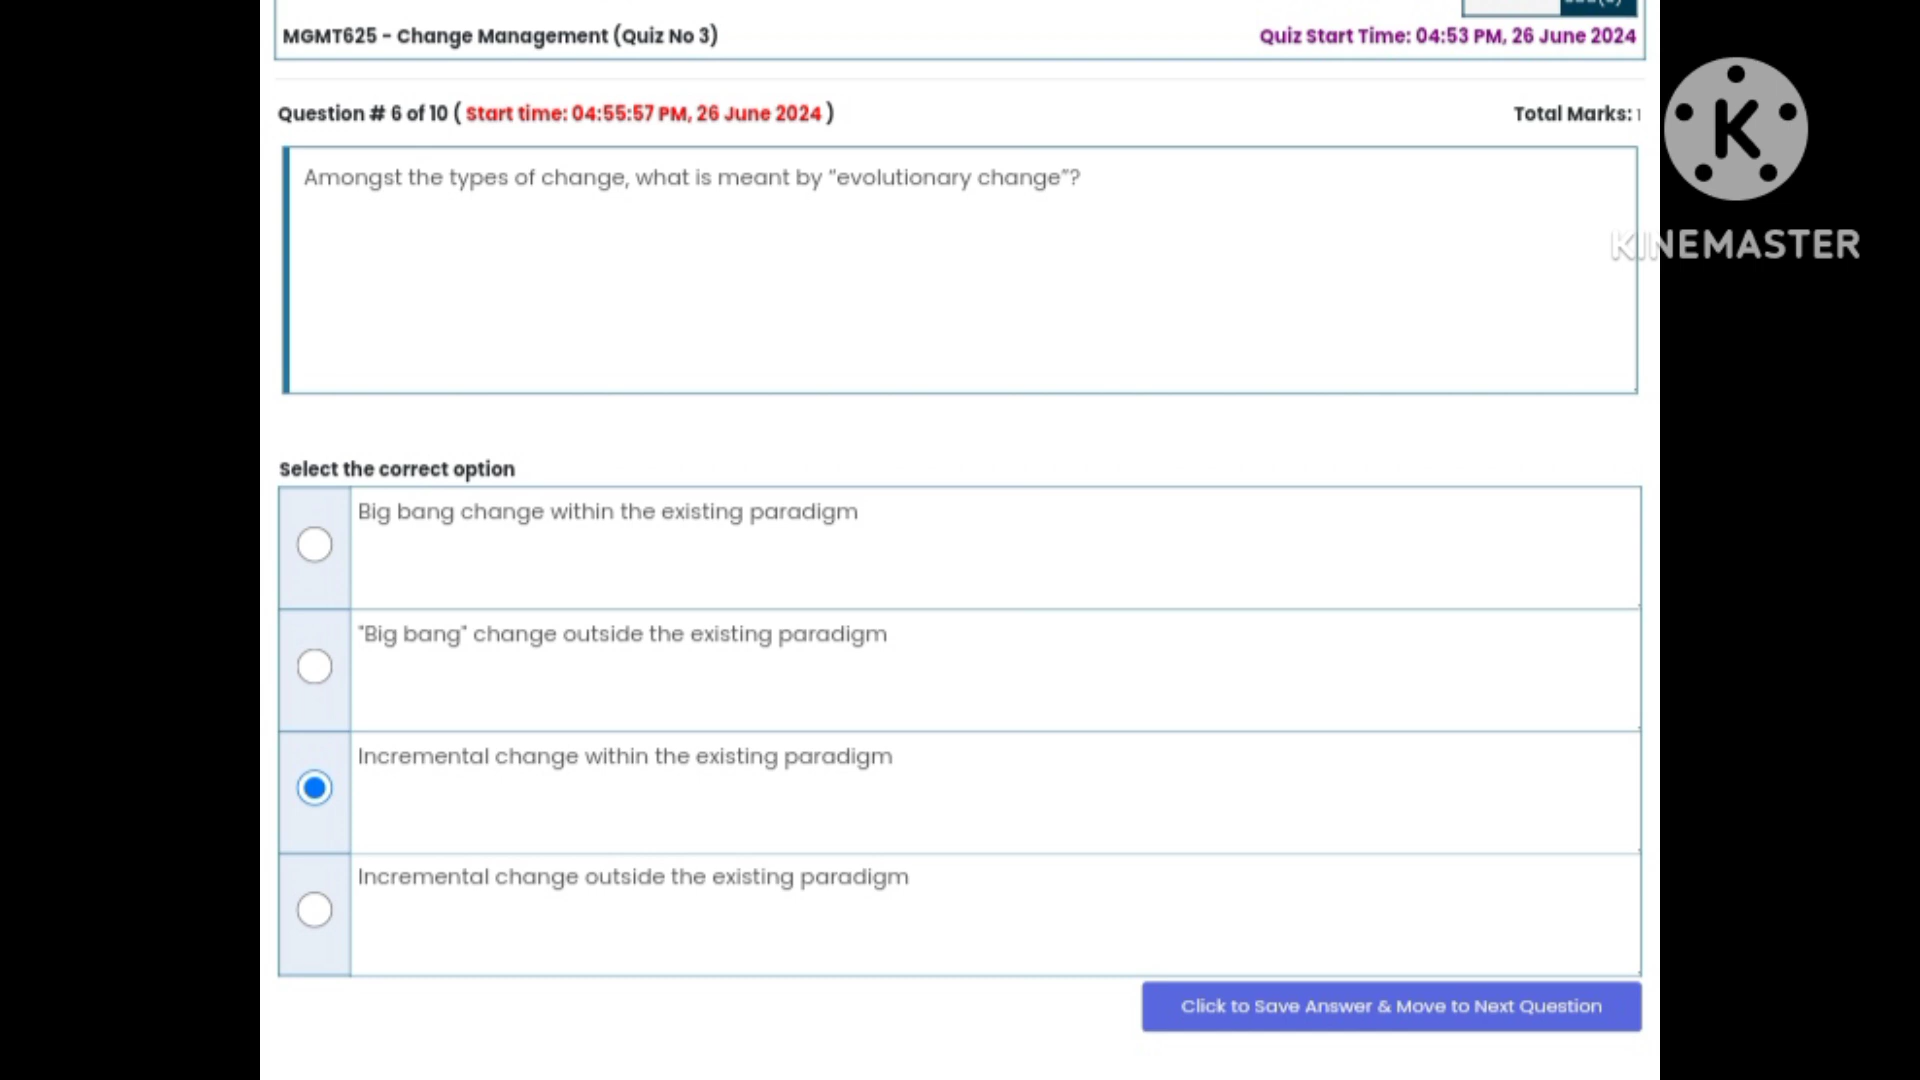 MGMT625 - Change Management (Quiz No 3)
Quiz Start Time: 04:53 PM, 26 June 2024
Question # 6 of 10 ( Start time: 04:55:57 PM, 26 June 2024 )
Total Marks: 1
K
KINEMASTER
Amongst the types of change, what is meant by “evolutionary change”?
Select the correct option
Big bang change within the existing paradigm
"Big bang" change outside the existing paradigm
Incremental change within the existing paradigm
Incremental change outside the existing paradigm
Click to Save Answer & Move to Next Question